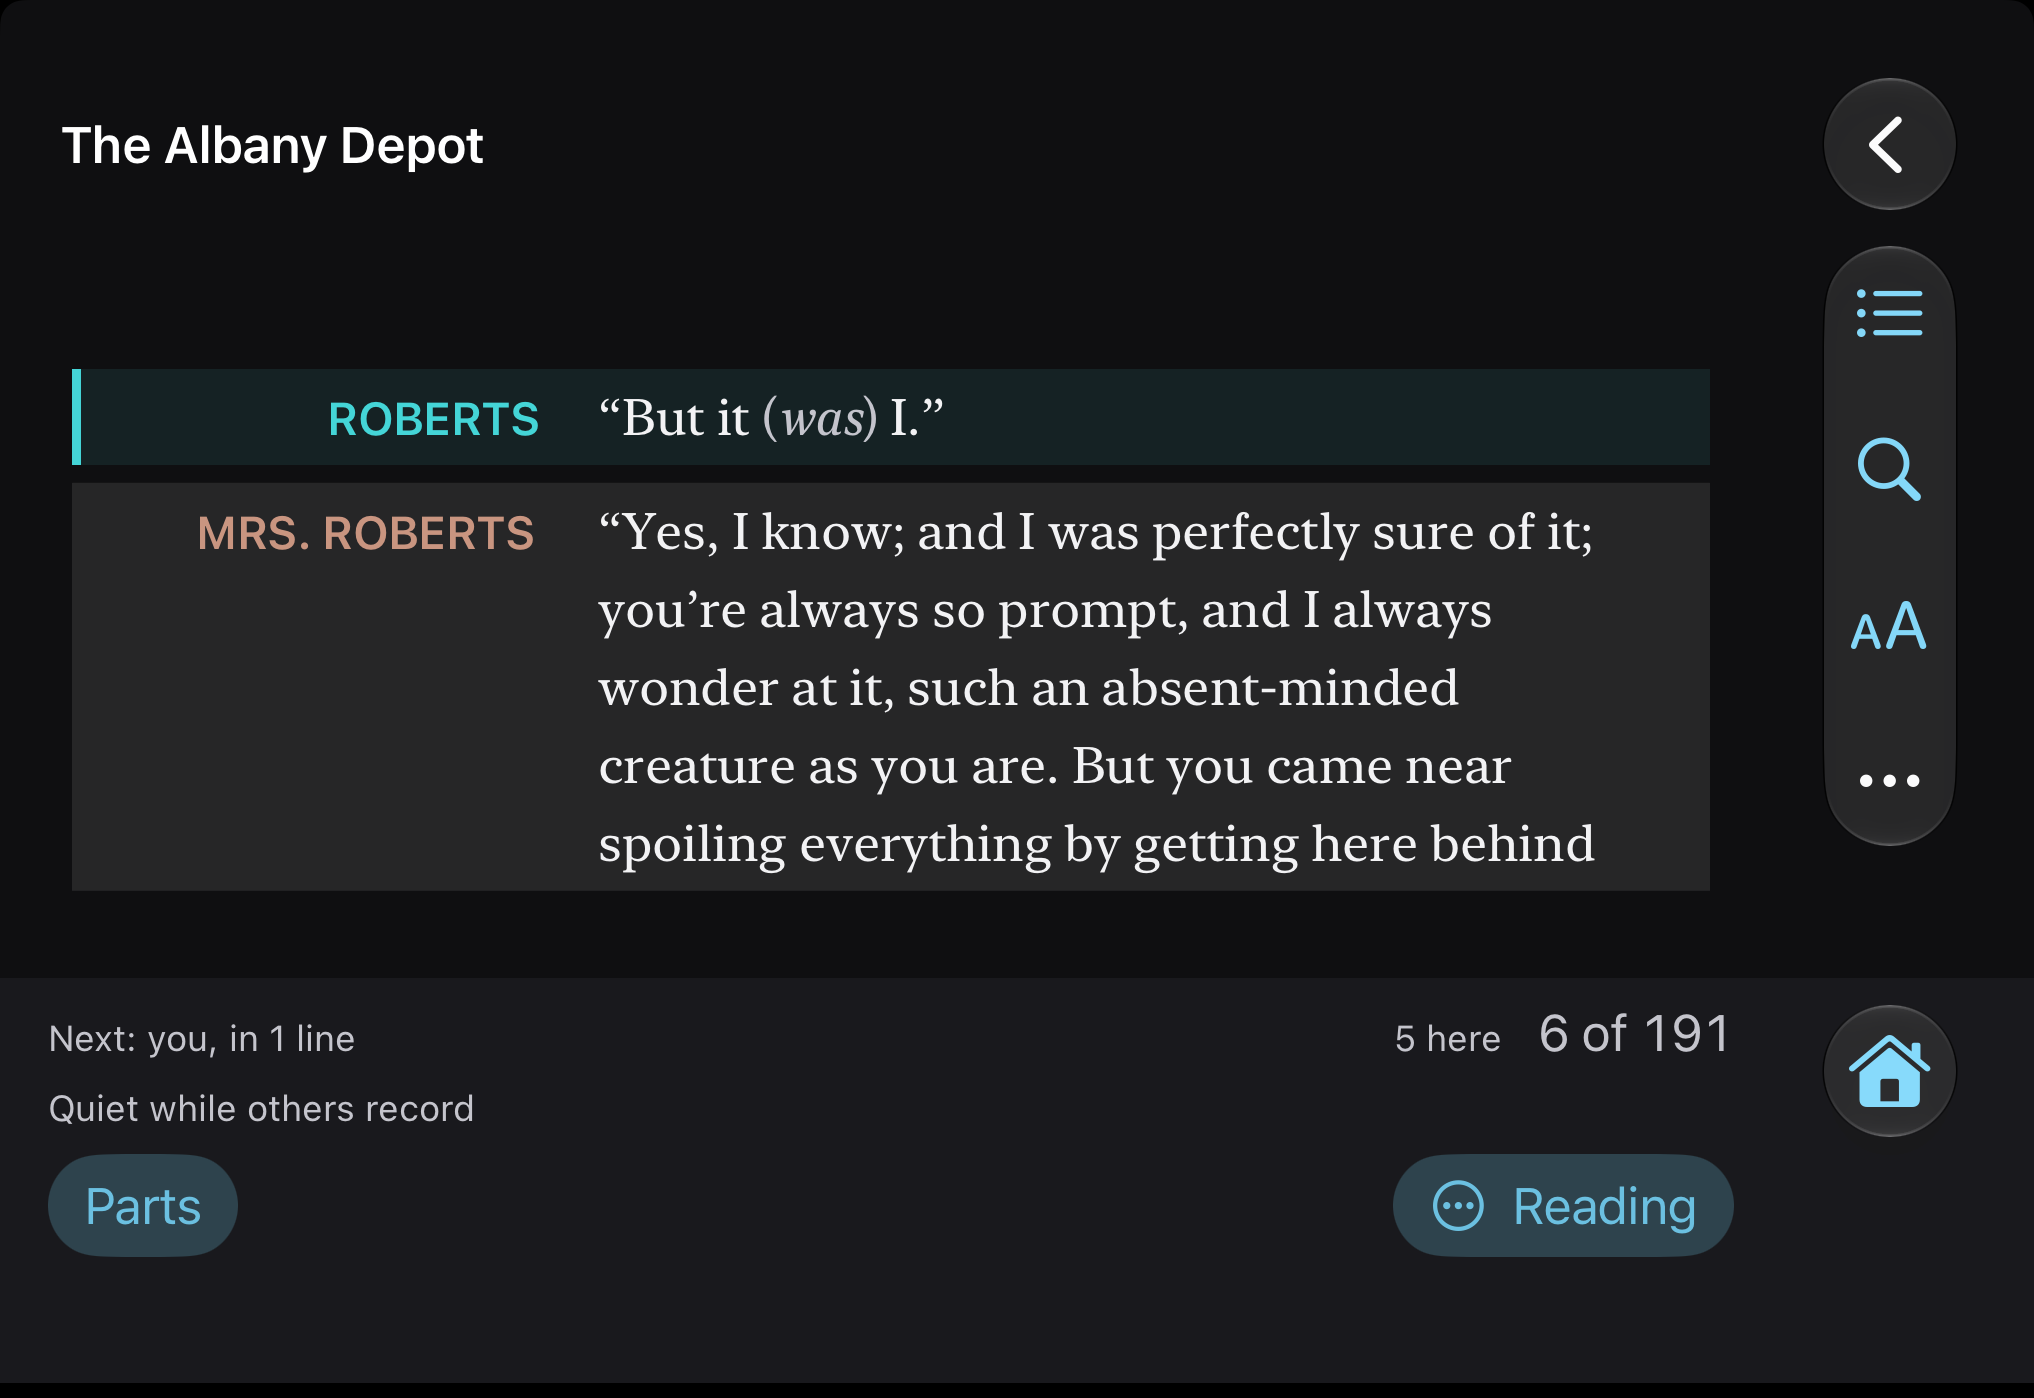 The Albany Depot
ROBERTS “But it (was) I.”
MRS. ROBERTS “Yes, I know; and I was perfectly sure of it;
you’re always so prompt, and I always
wonder at it, such an absent-minded
creature as you are. But you came near
spoiling everything by getting here behind
AA
Next: you, in 1 line
5 here 6 of 191
Quiet while others record
Parts
Reading